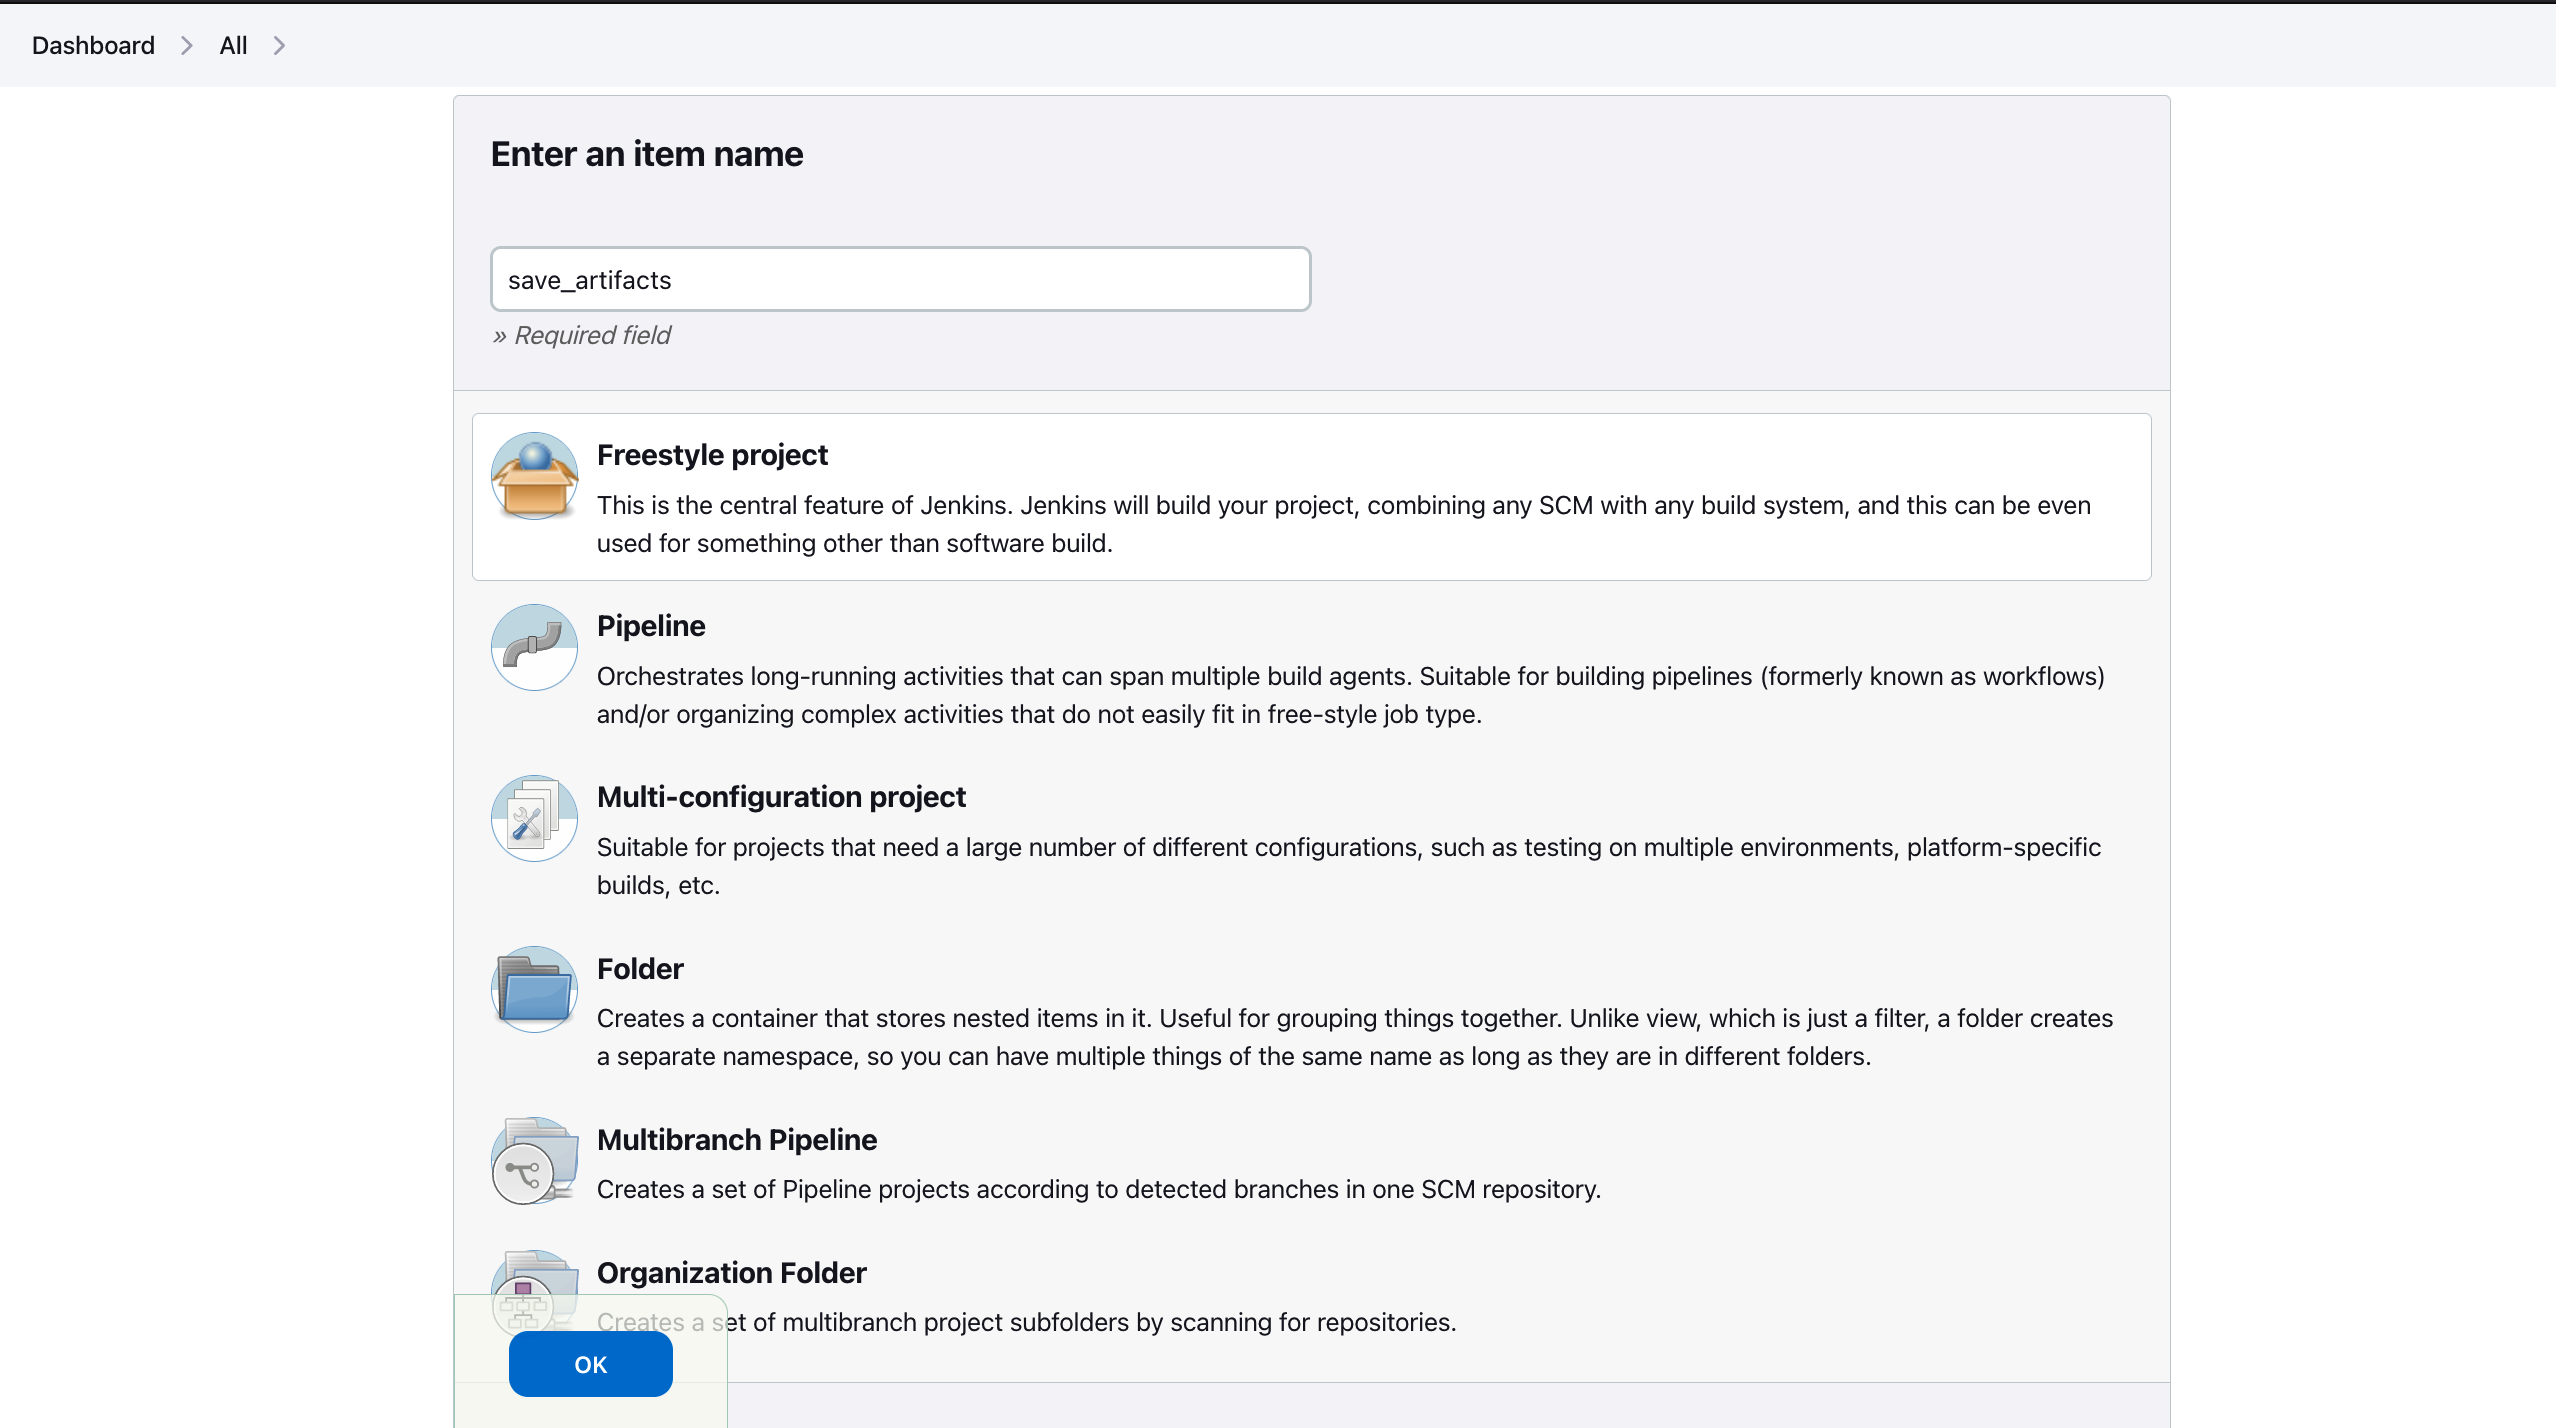 Dashboard > All >
Enter an item name
save_artifacts
» Required field
Freestyle project
This is the central feature of Jenkins. Jenkins will build your project, combining any SCM with any build system, and this can be even
used for something other than software build.
Pipeline
Orchestrates long-running activities that can span multiple build agents. Suitable for building pipelines (formerly known as workflows)
and/or organizing complex activities that do not easily fit in free-style job type.
Multi-configuration project
Suitable for projects that need a large number of different configurations, such as testing on multiple environments, platform-specific
builds, etc.
Folder
Creates a container that stores nested items in it. Useful for grouping things together. Unlike view, which is just a filter, a folder creates
a separate namespace, so you can have multiple things of the same name as long as they are in different folders.
Multibranch Pipeline
Creates a set of Pipeline projects according to detected branches in one SCM repository.
Organization Folder
Creates a set of multibranch project subfolders by scanning for repositories.
OK